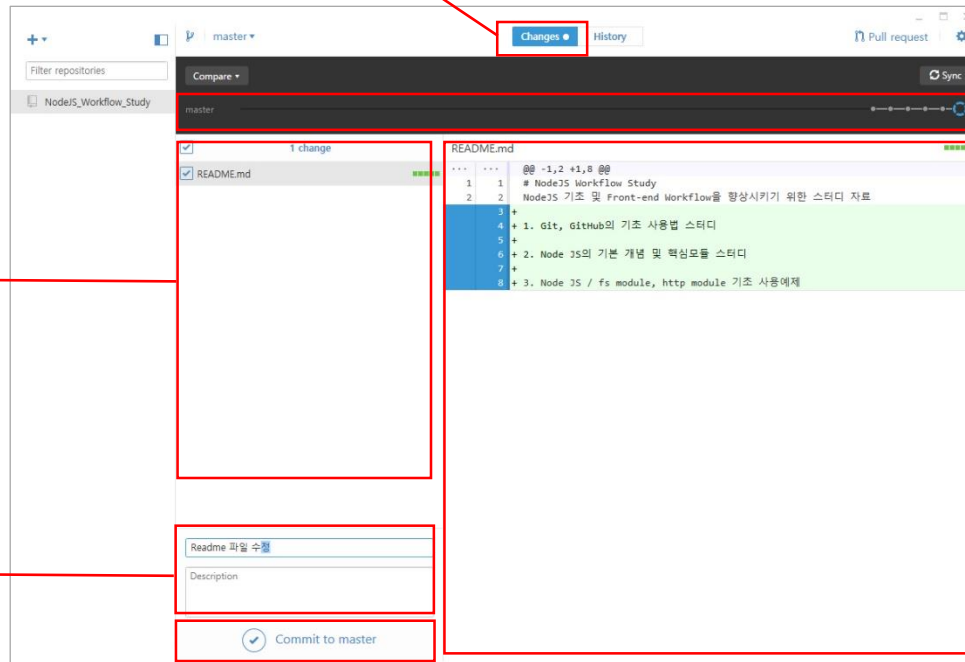 master
Changes
History
Pull request
Filter repositories
Compare
Sync
NodeJS_Workflow_Study
master
1 change
README.md
README.md
... ... @@ -1,2 +1,8 @@
1 1 # NodeJS Workflow Study
2 2 NodeJS 기초 및 Front-end Workflow을 향상시키기 위한 스터디 자료
3 +
4 + 1. Git, GitHub의 기초 사용법 스터디
5 +
6 + 2. Node JS의 기본 개념 및 핵심모듈 스터디
7 +
8 + 3. Node JS / fs module, http module 기초 사용예제
Readme 파일 수정
Description
Commit to master